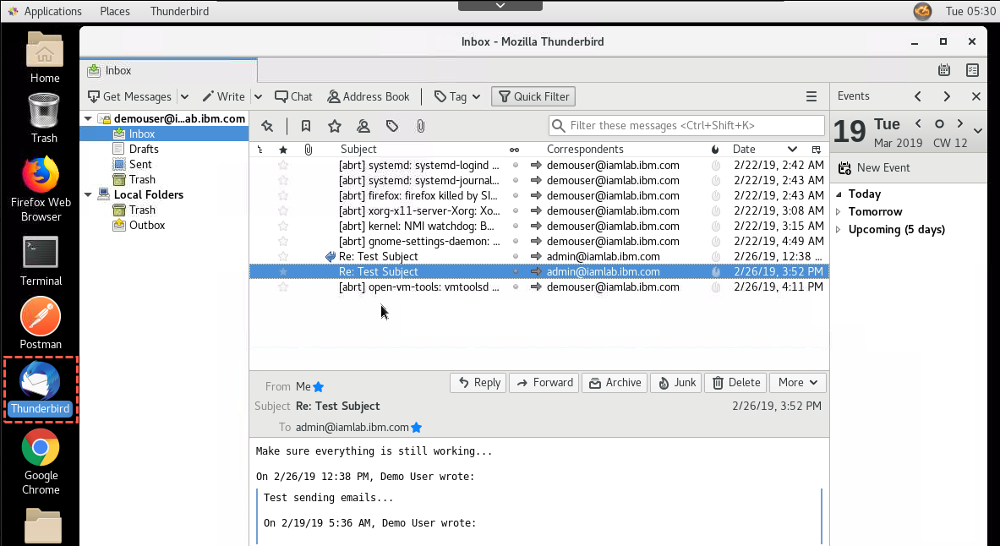 Applications Places Thunderbird Tue 05:30
Inbox - Mozilla Thunderbird
Home
Trash
Firefox Web
Browser
Terminal
Postman
Thunderbird
Google
Chrome
Inbox
Get Messages Write Chat Address Book Tag Quick Filter
demouser@i...ab.ibm.com
Inbox
Drafts
Sent
Trash
Local Folders
Trash
Outbox
Filter these messages <Ctrl+Shift+K>
Subject Correspondents Date
[abrt] systemd: systemd-logind ... demouser@iamlab.ibm.com 2/22/19, 2:42 AM
[abrt] systemd: systemd-journal... demouser@iamlab.ibm.com 2/22/19, 2:43 AM
[abrt] firefox: firefox killed by SI... demouser@iamlab.ibm.com 2/22/19, 2:43 AM
[abrt] xorg-x11-server-Xorg: Xo... demouser@iamlab.ibm.com 2/22/19, 3:08 AM
[abrt] kernel: NMI watchdog: B... demouser@iamlab.ibm.com 2/22/19, 3:15 AM
[abrt] gnome-settings-daemon: ... demouser@iamlab.ibm.com 2/22/19, 4:49 AM
Re: Test Subject admin@iamlab.ibm.com 2/26/19, 12:38 ...
Re: Test Subject admin@iamlab.ibm.com 2/26/19, 3:52 PM
[abrt] open-vm-tools: vmtoolsd ... demouser@iamlab.ibm.com 2/26/19, 4:11 PM
Reply Forward Archive Junk Delete More
From Me
Subject Re: Test Subject 2/26/19, 3:52 PM
To admin@iamlab.ibm.com
Make sure everything is still working...
On 2/26/19 12:38 PM, Demo User wrote:
Test sending emails...
On 2/19/19 5:36 AM, Demo User wrote:
Events
19 Tue
Mar 2019 CW 12
New Event
Today
Tomorrow
Upcoming (5 days)